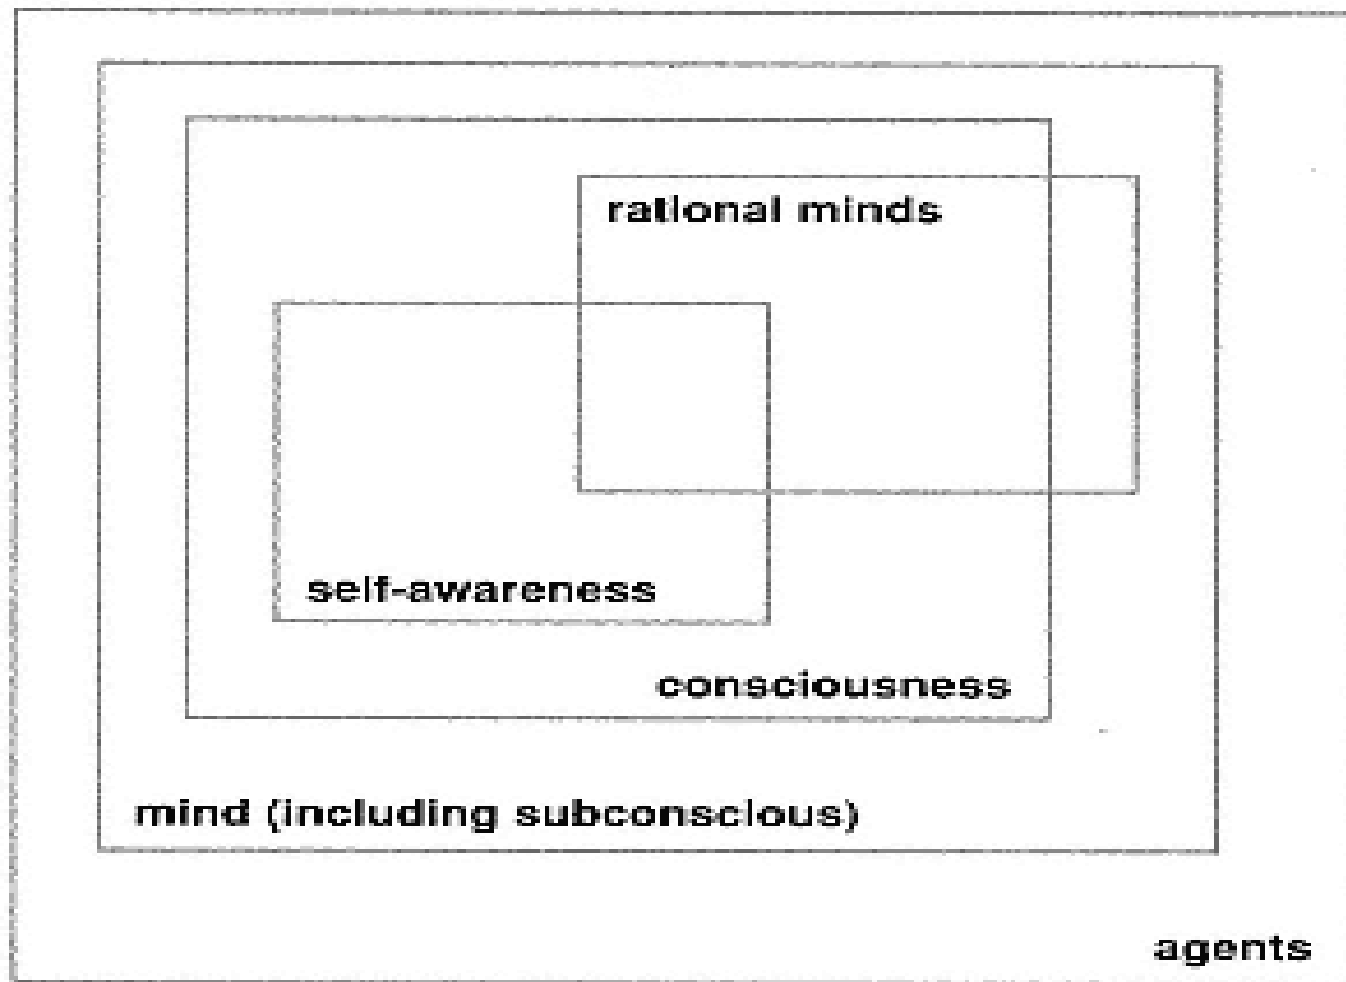 rational minds
self-awareness
consciousness
mind (including subconscious)
agents